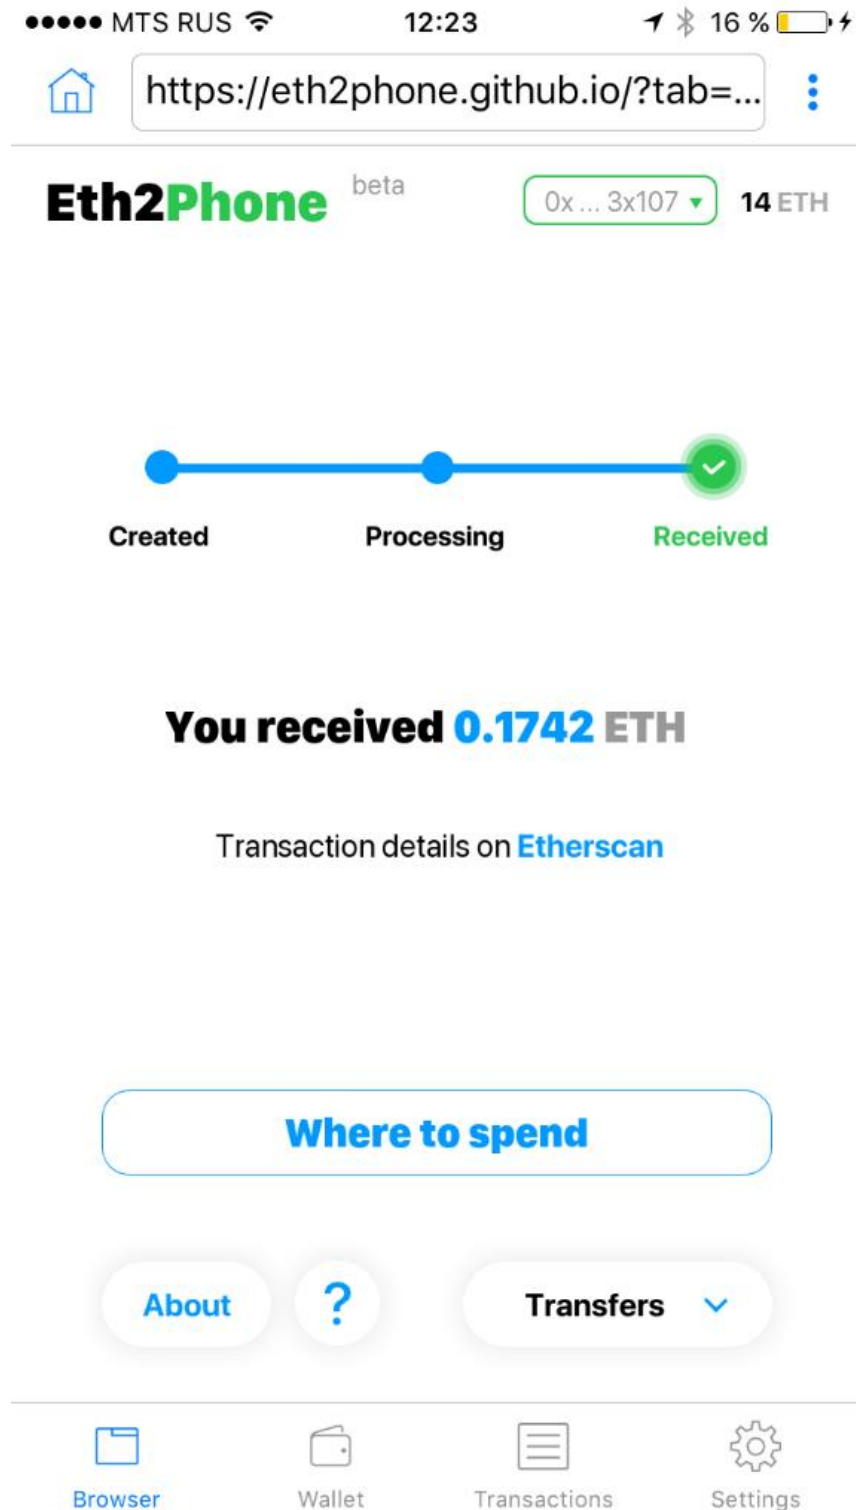 MTS RUS 12:23 16 %
https://eth2phone.github.io/?tab=...
Eth2Phone beta 0x ... 3x107 ▼ 14 ETH
Created Processing Received
You received 0.1742 ETH
Transaction details on Etherscan
Where to spend
About ? Transfers
Browser Wallet Transactions Settings